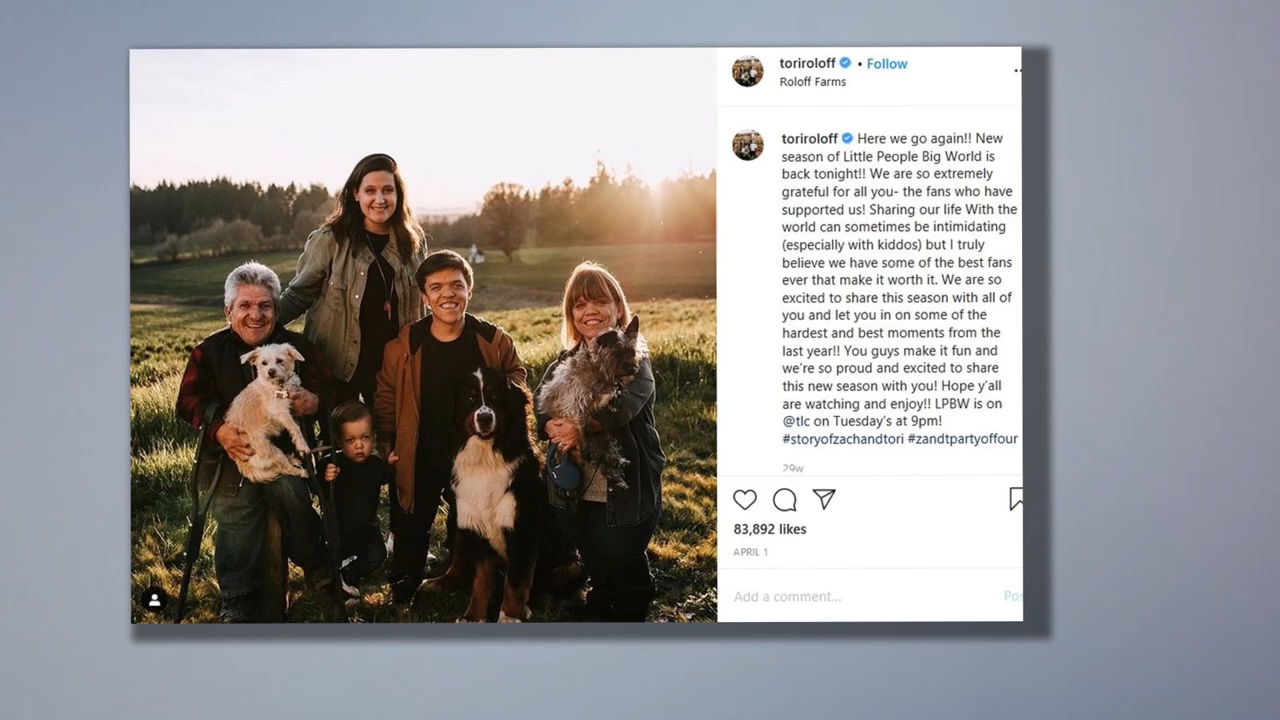 toriroloff • Follow
Roloff Farms
toriroloff Here we go again!! New
season of Little People Big World is
back tonight!! We are so extremely
grateful for all you- the fans who have
supported us! Sharing our life With the
world can sometimes be intimidating
(especially with kiddos) but I truly
believe we have some of the best fans
ever that make it worth it. We are so
excited to share this season with all of
you and let you in on some of the
hardest and best moments from the
last year!! You guys make it fun and
we're so proud and excited to share
this new season with you! Hope y'all
are watching and enjoy!! LPBW is on
@tlc on Tuesday's at 9pm!
#storyofzachandtori #zandtpartyoffour
29w
83,892 likes
APRIL 1
Add a comment...
Pos